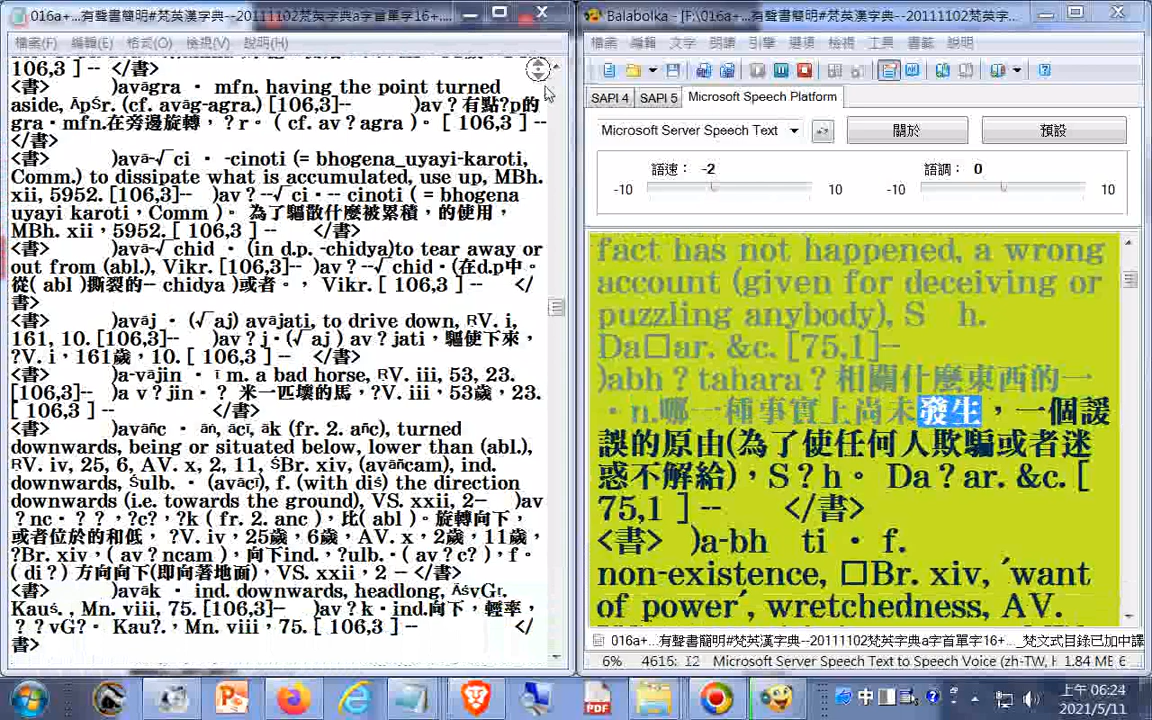 016a+...有聲書簡明#梵英漢字典--20111102梵英字典a字首單字16+...
檔案(F) 編輯(E) 格式(O) 檢視(V) 說明(H)
106,3 ] -- </書>
<書> )avāgra · mfn. having the point turned
aside, ĀpŚr. (cf. avāg-agra.) [106,3]-- )av ? 有點?p的
gra · mfn.在旁邊旋轉，? r。 ( cf. av ? agra )。 [ 106,3 ] --
</書>
<書> )avā-√ci · -cinoti (= bhogena_uyayi-karoti,
Comm.) to dissipate what is accumulated, use up, MBh.
xii, 5952. [106,3]-- )av ? --√ci · -- cinoti ( = bhogena
uyayi karoti，Comm )。 為了驅散什麼被累積，的使用，
MBh. xii，5952. [ 106,3 ] -- </書>
<書> )avā-√chid · (in d.p. -chidya)to tear away or
out from (abl.), Vikr. [106,3]-- )av ? --√ chid · (在d.p中。
從( abl )撕裂的-- chidya )或者。， Vikr. [ 106,3 ] -- </
書>
<書> )avāj · (√aj) avājati, to drive down, RV. i,
161, 10. [106,3]-- )av ? j · (√aj ) av ? jati，驅使下來，
?V. i，161歲，10. [ 106,3 ] -- </書>
<書> )a-vājin · ī m. a bad horse, RV. iii, 53, 23.
[106,3]-- )a v ? jin · ? 米一匹壞的馬，?V. iii，53歲，23.
[ 106,3 ] -- </書>
<書> )avāñc · āṅ, ācī, āk (fr. 2. añc), turned
downwards, being or situated below, lower than (abl.),
RV. iv, 25, 6, AV. x, 2, 11, ŚBr. xiv, (avāñcam), ind.
downwards, Śulb. · (avācī), f. (with diś) the direction
downwards (i.e. towards the ground), VS. xxii, 2-- )av
? nc · ? ?，?c?，?k ( fr. 2. anc )，比( abl )。旋轉向下，
或者位於的和低， ?V. iv，25歲，6歲，AV. x，2歲，11歲，
?Br. xiv，( av ? ncam )，向下ind.，?ulb. · ( av ? c? )，f。
( di ?) 方向向下(即向著地面)，VS. xxii，2 -- </書>
<書> )avāk · ind. downwards, headlong, ĀśvGr.
Kauś. , Mn. viii, 75. [106,3]-- )av ? k · ind.向下，輕率，
? ? vG? · Kau?.，Mn. viii，75. [ 106,3 ] -- </
書>
Balabolka - [F:\016a+...有聲書簡明#梵英漢字典--20111102梵英字...
檔案 編輯 文字 閱讀 引擎 選項 檢視 工具 書籤 說明
SAPI 4 SAPI 5 Microsoft Speech Platform
Microsoft Server Speech Text 關於 預設
語速： -2 語調： 0
-10 10 -10 10
fact has not happened, a wrong
account (given for deceiving or
puzzling anybody), S h.
Da□ar. &c. [75,1]--
)abh ? tahara ? 相關什麼東西的一
· n.哪一種事實上尚未發生，一個謊
誤的原由(為了使任何人欺騙或者迷
惑不解給)，S ? h。 Da ? ar. &c. [
75,1 ] -- </書>
<書> )a-bh ti · f.
non-existence, □Br. xiv, 'want
of power', wretchedness, AV.
016a+...有聲書簡明#梵英漢字典--20111102梵英字典a字首單字16+..._梵文式目錄已加中譯
6% 4615: 12 Microsoft Server Speech Text to Speech Voice (zh-TW, H 1.84 MB 6
中
上午 06:24
2021/5/11